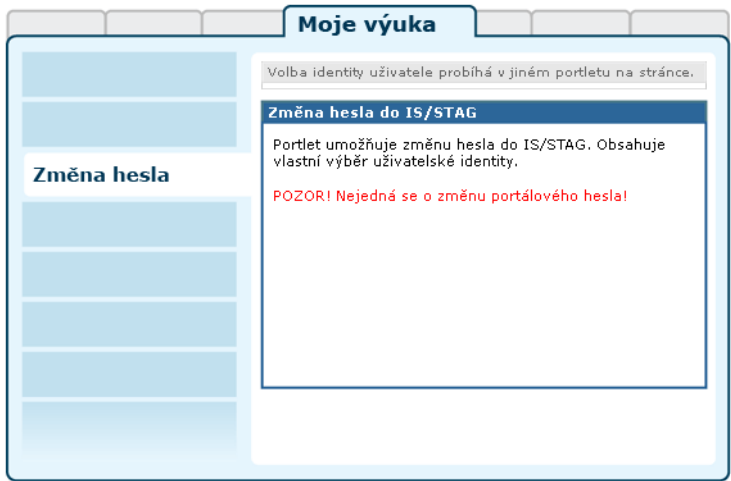 Moje výuka
Volba identity uživatele probíhá v jiném portletu na stránce.
Změna hesla do IS/STAG
Portlet umožňuje změnu hesla do IS/STAG. Obsahuje
vlastní výběr uživatelské identity.
Změna hesla
POZOR! Nejedná se o změnu portálového hesla!